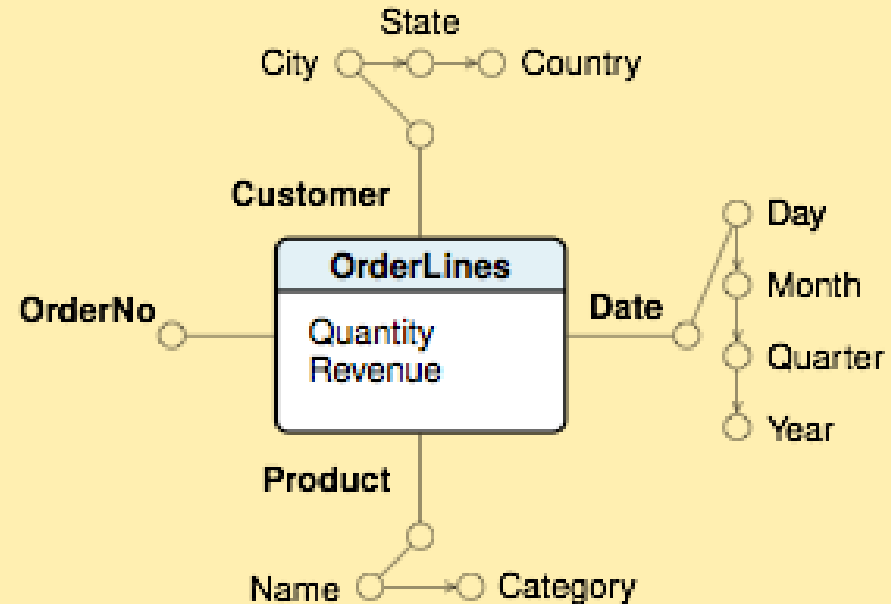 State
City
Country
Customer
OrderLines
Quantity
Revenue
OrderNo
Date
Day
Month
Quarter
Year
Product
Name
Category